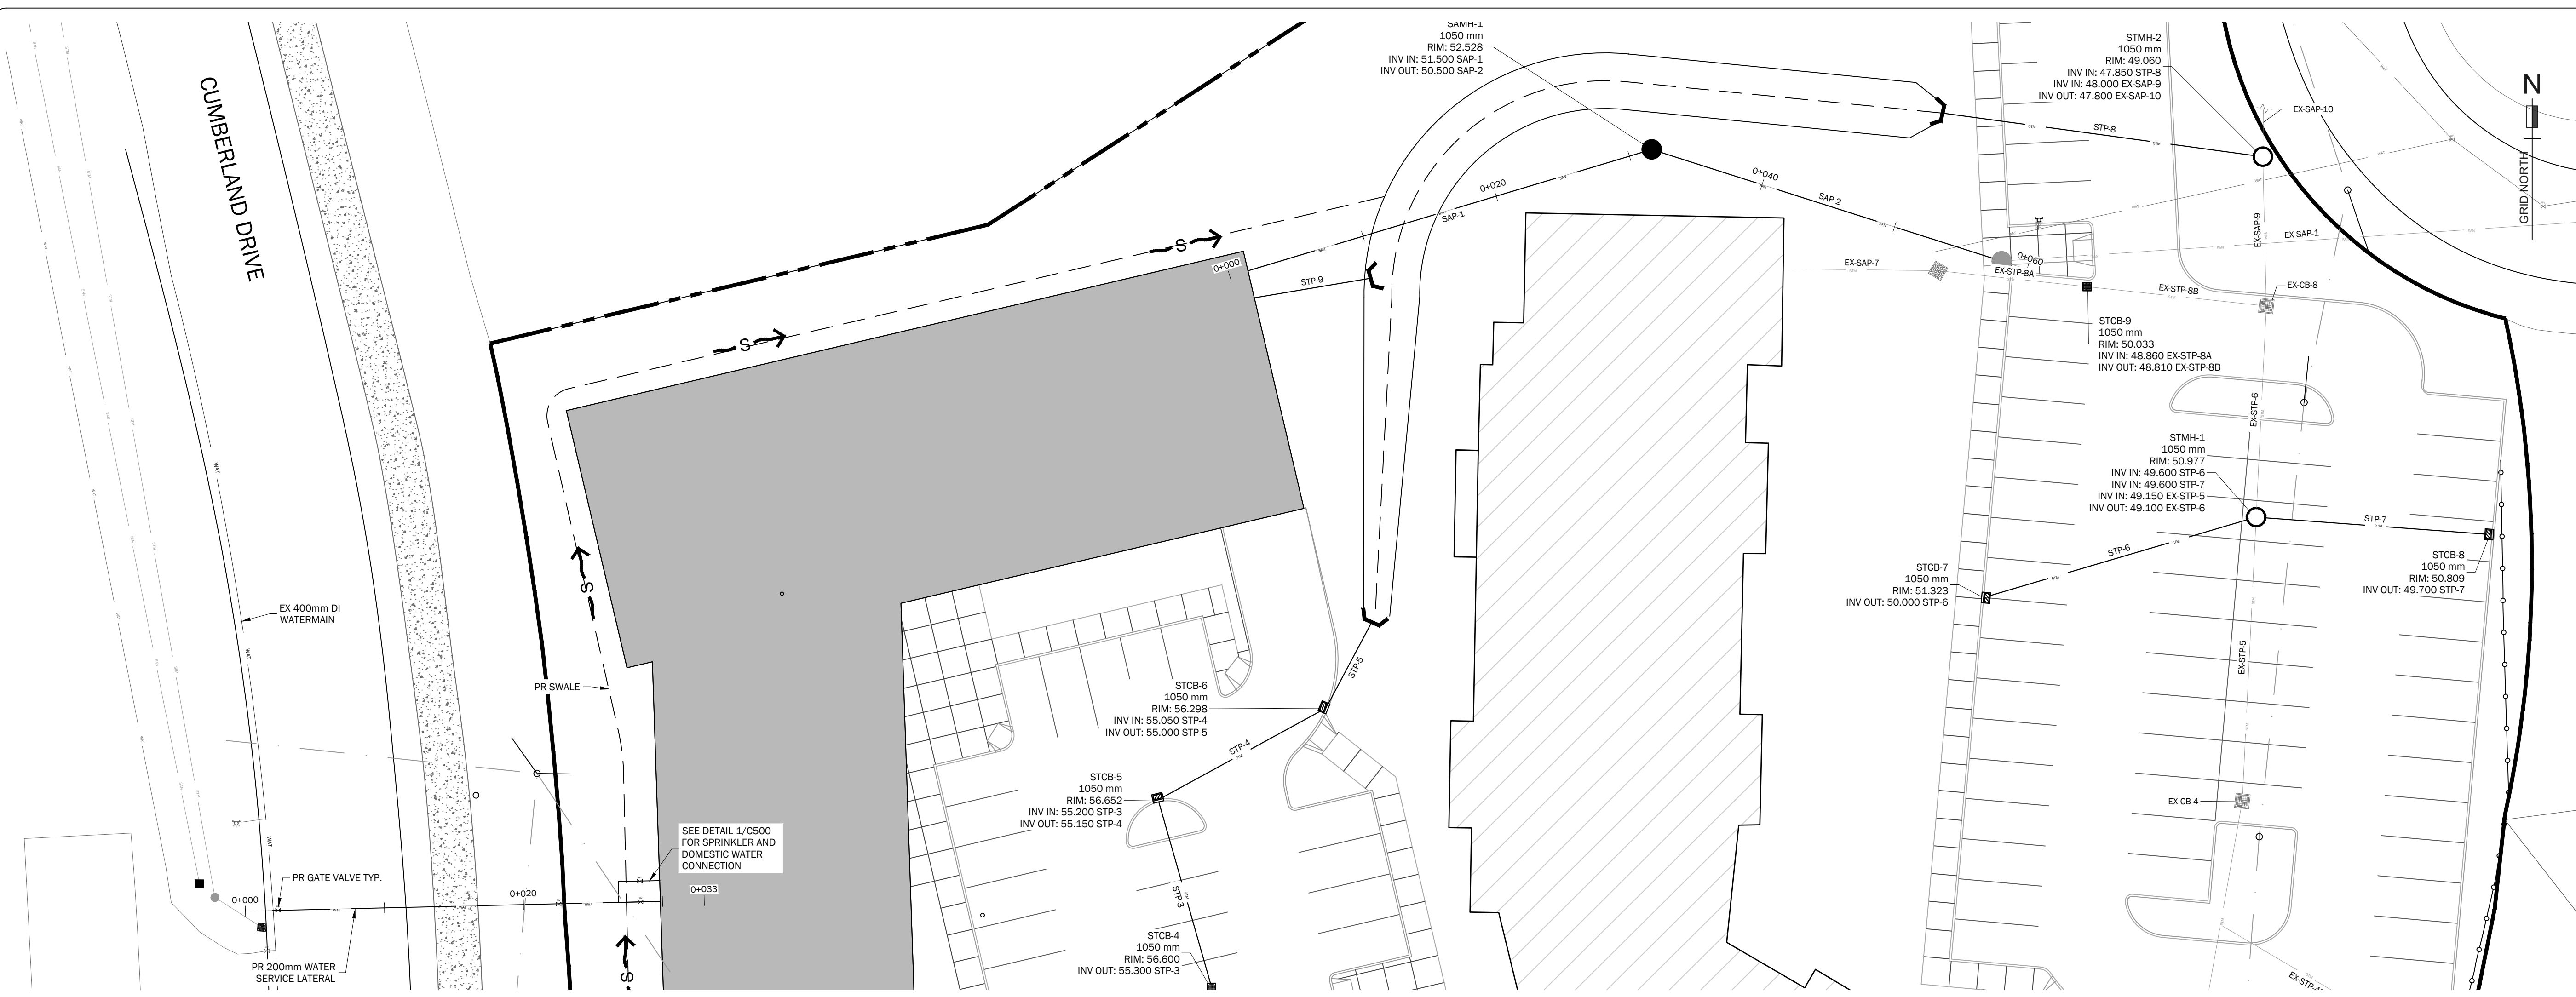 CUMBERLAND DRIVE
SAMH-1
1050 mm
RIM: 52.528
INV IN: 51.500 SAP-1
INV OUT: 50.500 SAP-2
STMH-2
1050 mm
RIM: 49.060
INV IN: 47.850 STP-8
INV IN: 48.000 EX-SAP-9
INV OUT: 47.800 EX-SAP-10
EX-SAP-10
N
GRID NORTH
STP-8
0+040
0+020
SAP-1
SAP-2
EX-SAP-9
EX-SAP-1
0+060
0+000
STP-9
EX-SAP-7
EX-STP-8A
EX-STP-8B
EX-CB-8
S
S
STCB-9
1050 mm
RIM: 50.033
INV IN: 48.860 EX-STP-8A
INV OUT: 48.810 EX-STP-8B
EX-STP-6
STMH-1
1050 mm
RIM: 50.977
INV IN: 49.600 STP-6
INV IN: 49.600 STP-7
INV IN: 49.150 EX-STP-5
INV OUT: 49.100 EX-STP-6
STP-7
STP-6
STCB-8
1050 mm
RIM: 50.809
INV OUT: 49.700 STP-7
STCB-7
1050 mm
RIM: 51.323
INV OUT: 50.000 STP-6
WAT
S
EX 400mm DI
WATERMAIN
WAT
EX-STP-5
STP-5
PR SWALE
STCB-6
1050 mm
RIM: 56.298
INV IN: 55.050 STP-4
INV OUT: 55.000 STP-5
STP-4
STCB-5
1050 mm
RIM: 56.652
INV IN: 55.200 STP-3
INV OUT: 55.150 STP-4
EX-CB-4
SEE DETAIL 1/C500
FOR SPRINKLER AND
DOMESTIC WATER
CONNECTION
WAT
PR GATE VALVE TYP.
0+000
0+020
0+033
STP-3
STCB-4
1050 mm
RIM: 56.600
INV OUT: 55.300 STP-3
PR 200mm WATER
SERVICE LATERAL
S